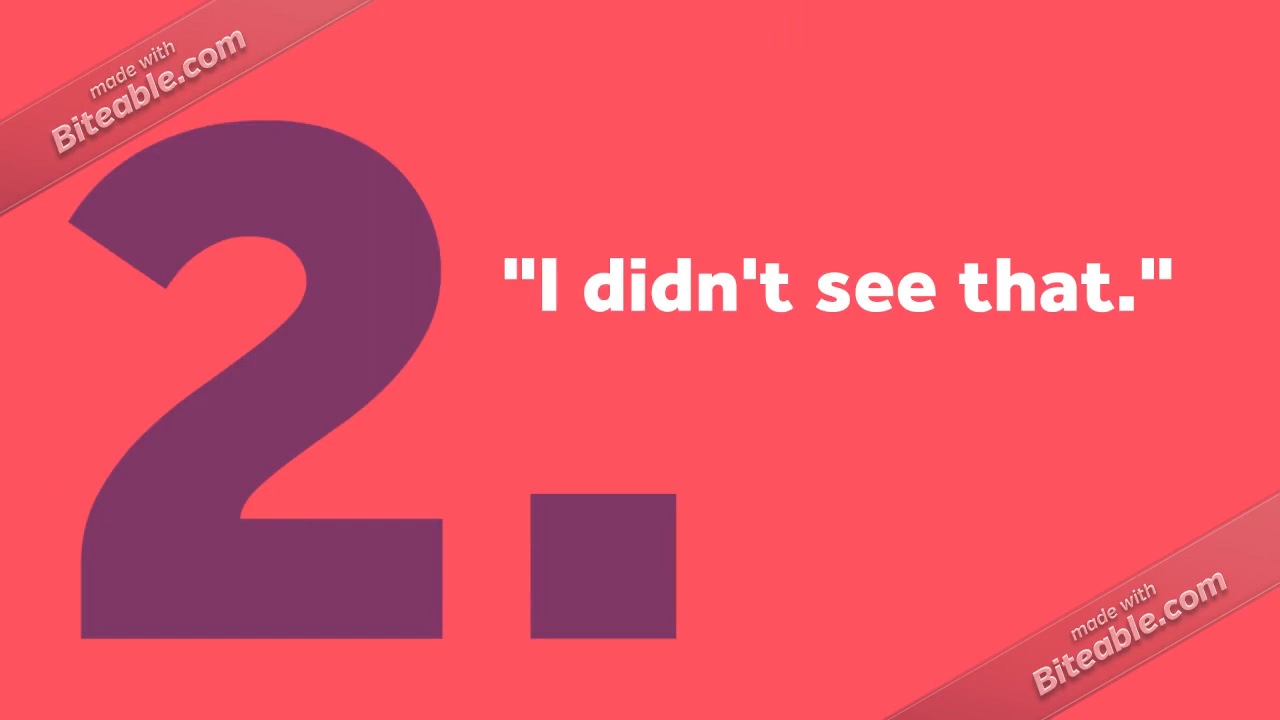 made with
Biteable.com
2.
"I didn't see that."
made with
Biteable.com